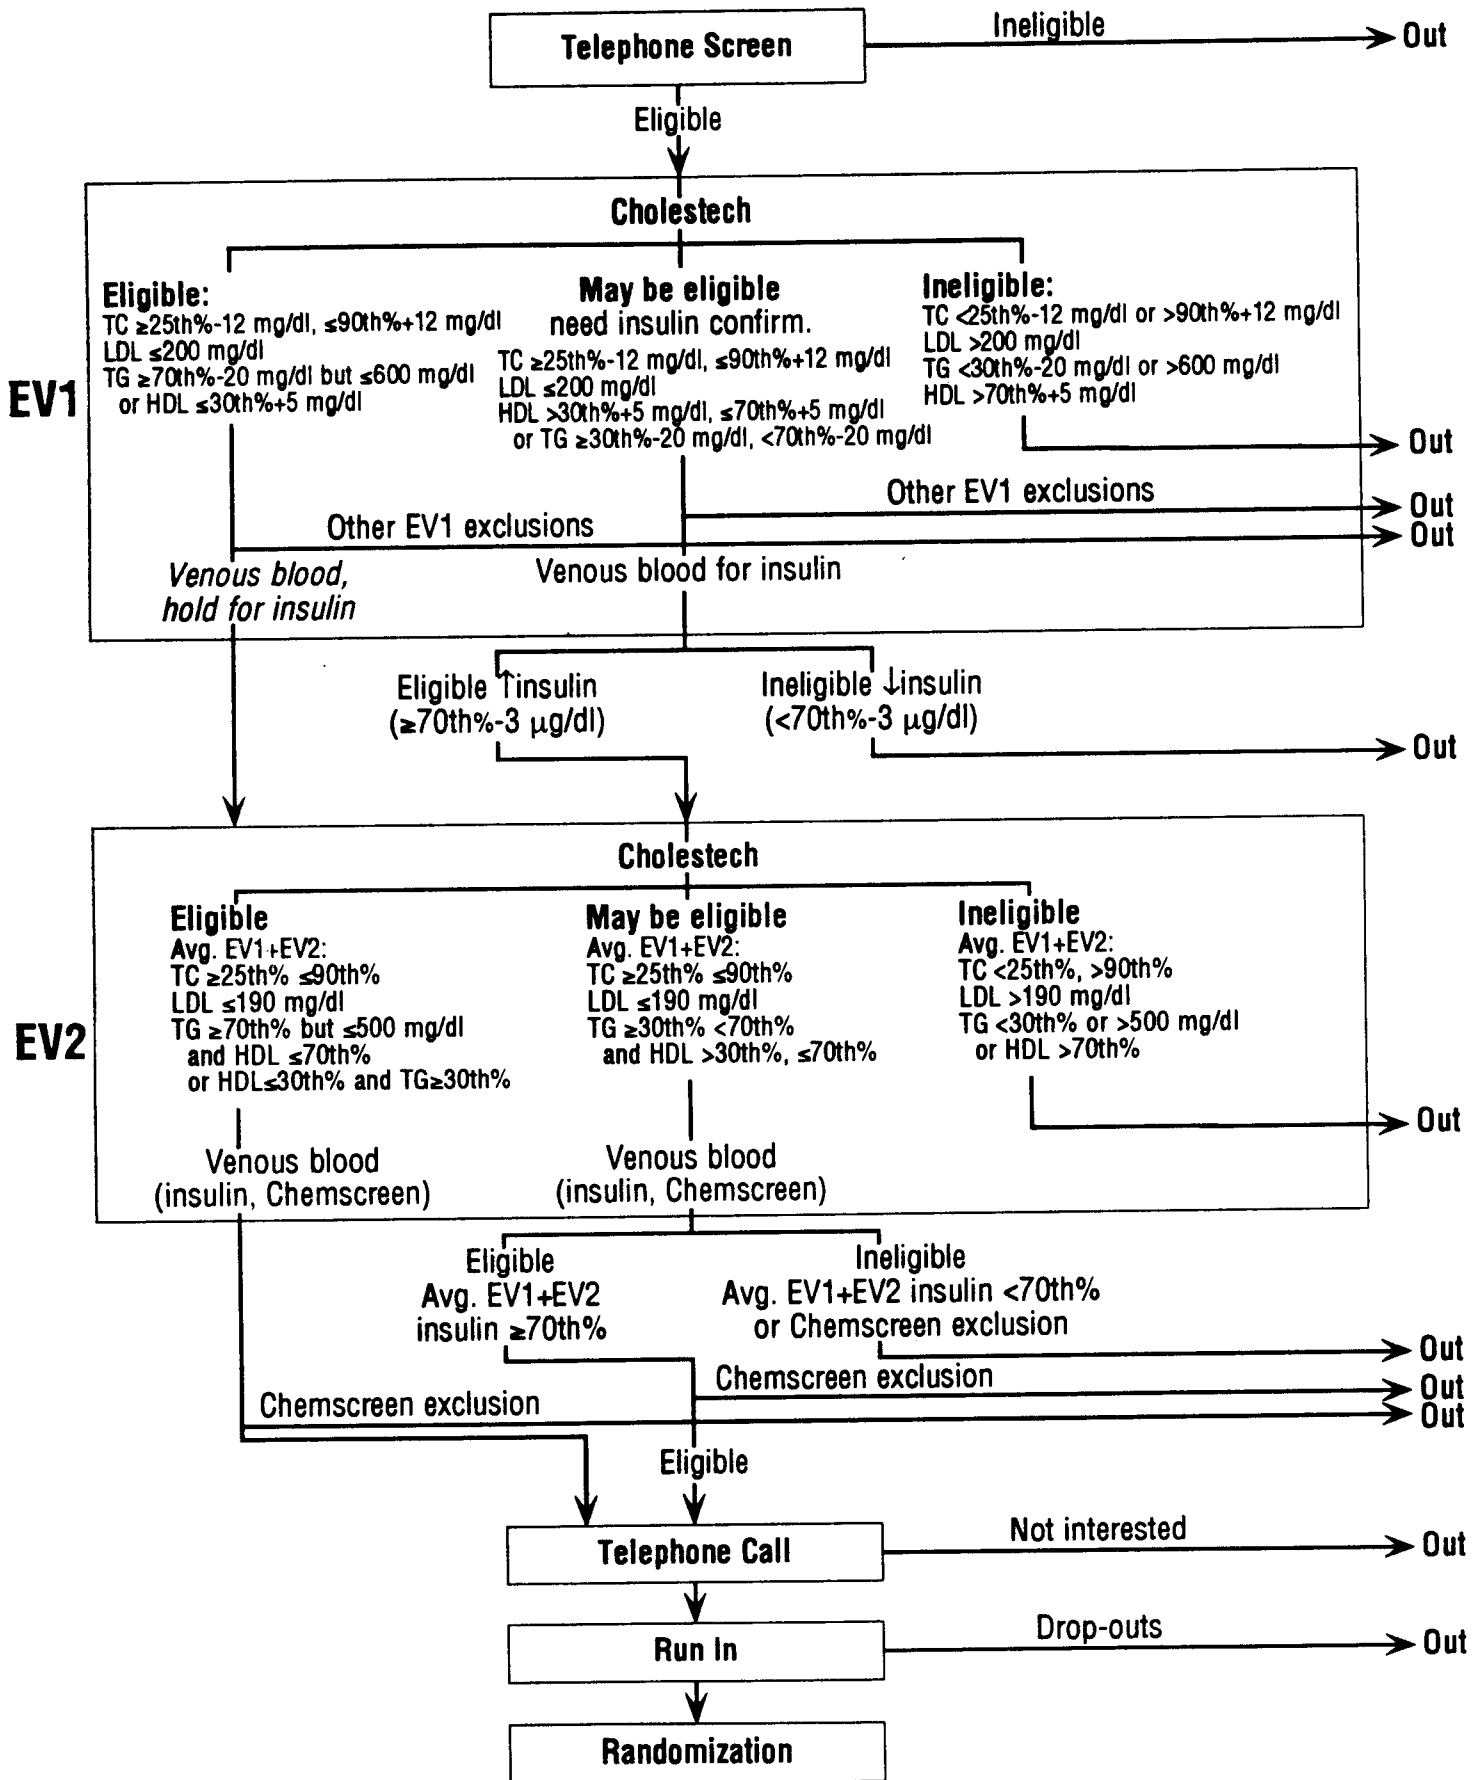 Telephone Screen
Ineligible
Out
Eligible
Cholestech
EV1
Eligible:
TC ≥25th%-12 mg/dl, ≤90th%+12 mg/dl
LDL ≤200 mg/dl
TG ≥70th%-20 mg/dl but ≤600 mg/dl
or HDL ≤30th%+5 mg/dl
May be eligible
need insulin confirm.
TC ≥25th%-12 mg/dl, ≤90th%+12 mg/dl
LDL ≤200 mg/dl
HDL >30th%+5 mg/dl, ≤70th%+5 mg/dl
or TG ≥30th%-20 mg/dl, <70th%-20 mg/dl
Ineligible:
TC <25th%-12 mg/dl or >90th%+12 mg/dl
LDL >200 mg/dl
TG <30th%-20 mg/dl or >600 mg/dl
HDL >70th%+5 mg/dl
Out
Other EV1 exclusions
Out
Other EV1 exclusions
Out
Venous blood,
hold for insulin
Venous blood for insulin
Eligible ↑insulin
(≥70th%-3 μg/dl)
Ineligible ↓insulin
(<70th%-3 μg/dl)
Out
Cholestech
EV2
Eligible
Avg. EV1+EV2:
TC ≥25th% ≤90th%
LDL ≤190 mg/dl
TG ≥70th% but ≤500 mg/dl
and HDL ≤70th%
or HDL≤30th% and TG≥30th%
May be eligible
Avg. EV1+EV2:
TC ≥25th% ≤90th%
LDL ≤190 mg/dl
TG ≥30th% <70th%
and HDL >30th%, ≤70th%
Ineligible
Avg. EV1+EV2:
TC <25th%, >90th%
LDL >190 mg/dl
TG <30th% or >500 mg/dl
or HDL >70th%
Out
Venous blood
(insulin, Chemscreen)
Venous blood
(insulin, Chemscreen)
Eligible
Avg. EV1+EV2
insulin ≥70th%
Ineligible
Avg. EV1+EV2 insulin <70th%
or Chemscreen exclusion
Out
Chemscreen exclusion
Out
Chemscreen exclusion
Out
Eligible
Telephone Call
Not interested
Out
Run In
Drop-outs
Out
Randomization